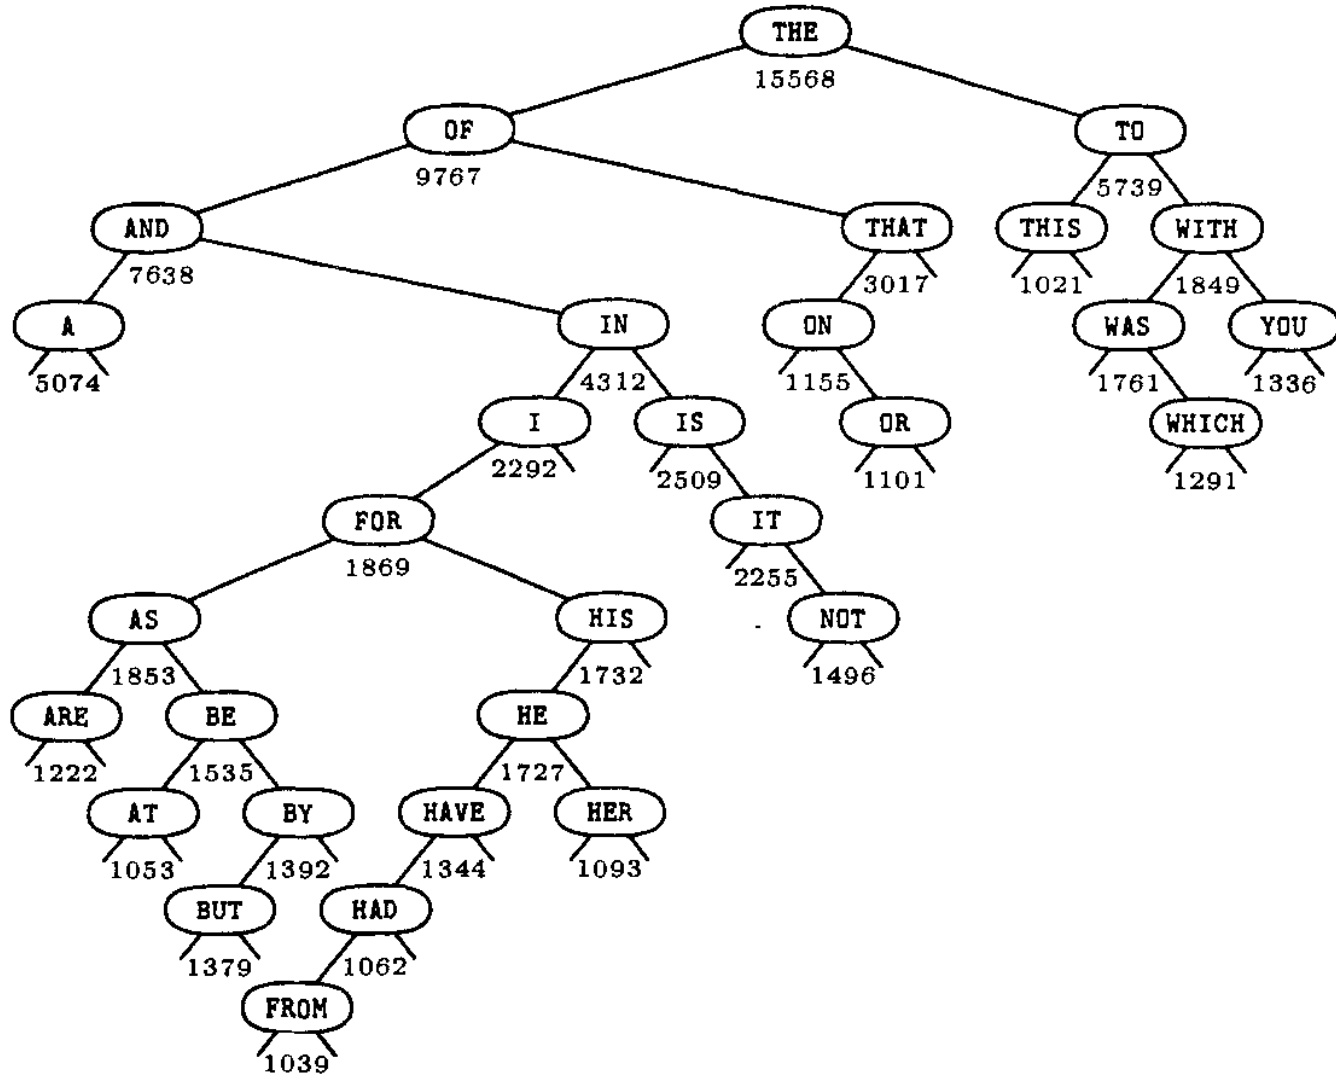 THE
15568
OF TO
9767 5739
AND THAT THIS WITH
7638 3017 1021 1849
A IN ON WAS YOU
5074 4312 1155 1761 1336
I IS OR WHICH
2292 2509 1101 1291
FOR IT
1869 2255
AS HIS NOT
1853 1732 1496
ARE BE HE
1222 1535 1727
AT BY HAVE HER
1053 1392 1344 1093
BUT HAD
1379 1062
FROM
1039